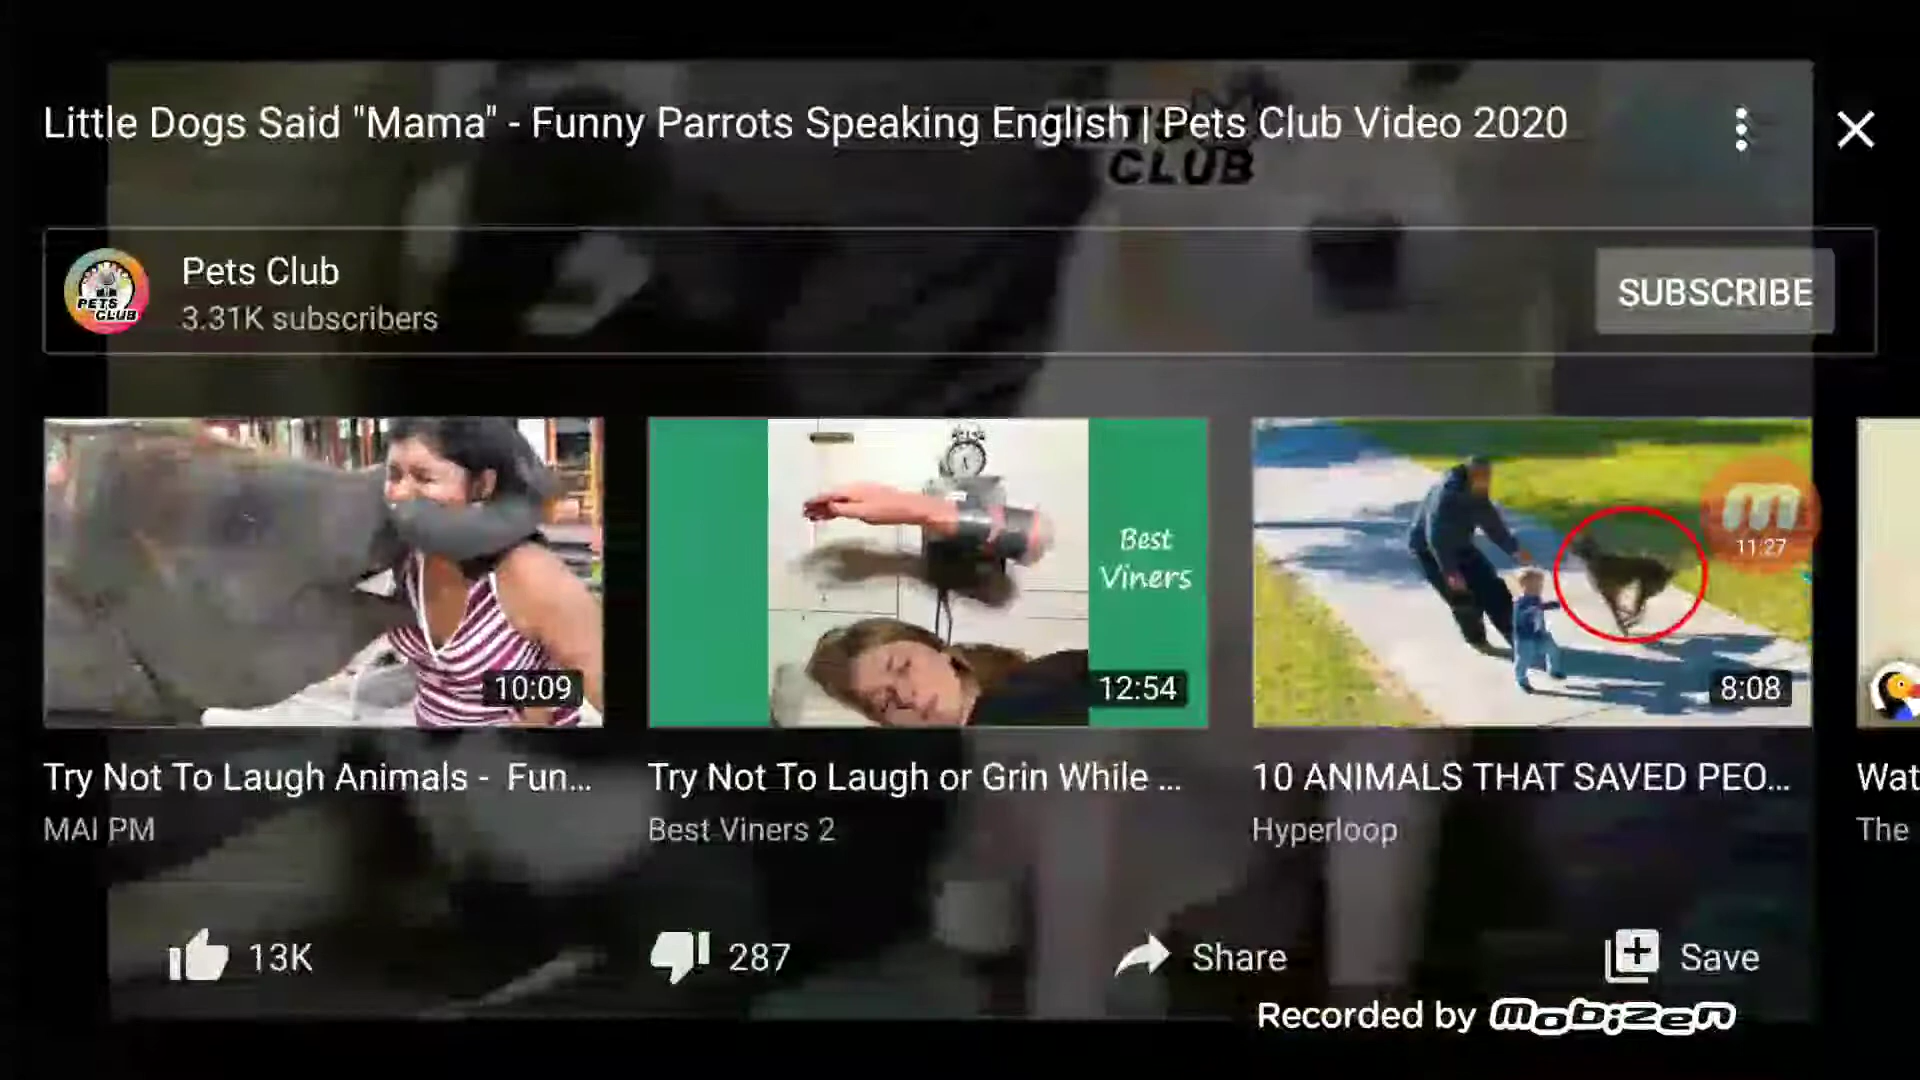 Little Dogs Said "Mama" - Funny Parrots Speaking English | Pets Club Video 2020
CLUB
PETS CLUB
Pets Club
3.31K subscribers
SUBSCRIBE
Best
Viners
11:27
10:09
12:54
8:08
Try Not To Laugh Animals - Fun...
Try Not To Laugh or Grin While ...
10 ANIMALS THAT SAVED PEO...
Wat
MAI PM
Best Viners 2
Hyperloop
The
13K
287
Share
Save
Recorded by mobizen